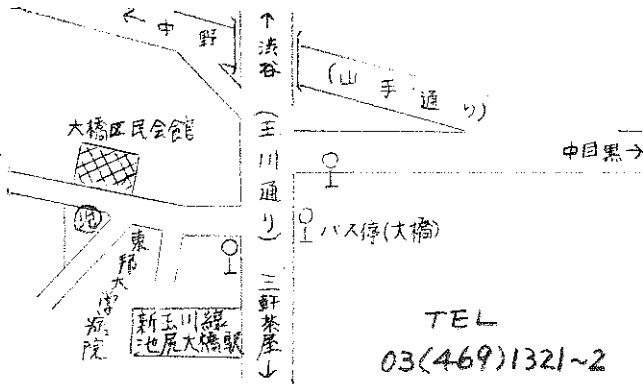 ← 中野
↑渋谷
(玉川通り)
三軒茶屋↓
(山手通り)
中目黒→
大橋区民会館
児
東邦大学病院
バス停(大橋)
新玉川線
池尻大橋駅
TEL
03(469)1321~2